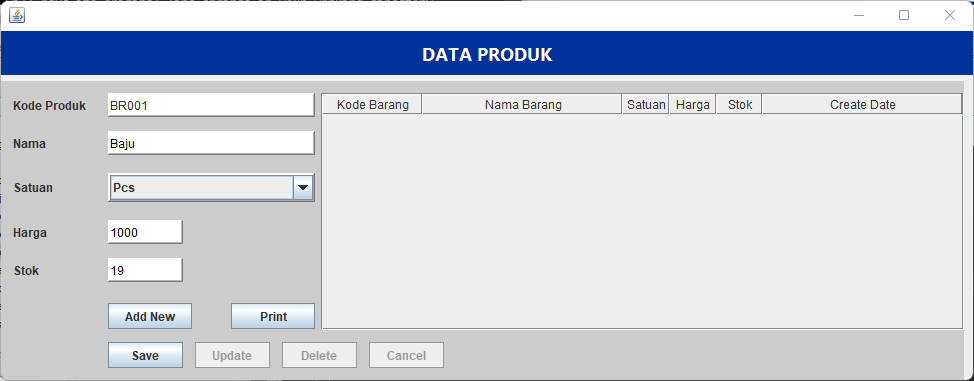 DATA PRODUK
Kode Produk BR001
Nama Baju
Satuan Pcs
Harga 1000
Stok 19
Add New Print
Save Update Delete Cancel
Kode Barang Nama Barang Satuan Harga Stok Create Date